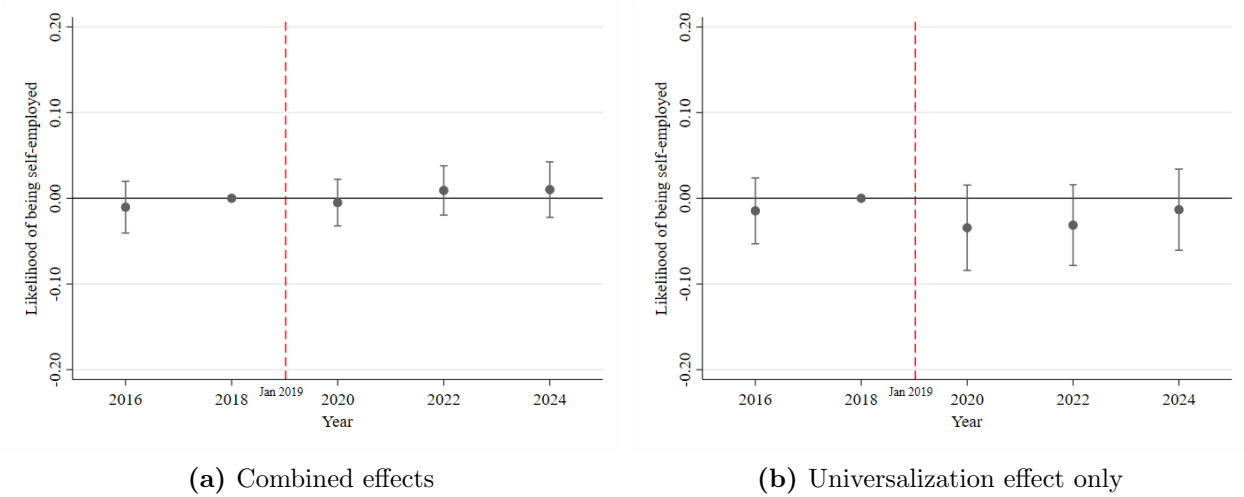 Likelihood of being self-employed
0.20
0.10
0.00
-0.10
-0.20
2016 2018 Jan 2019 2020 2022 2024
Year
(a) Combined effects
Likelihood of being self-employed
0.20
0.10
0.00
-0.10
-0.20
2016 2018 Jan 2019 2020 2022 2024
Year
(b) Universalization effect only